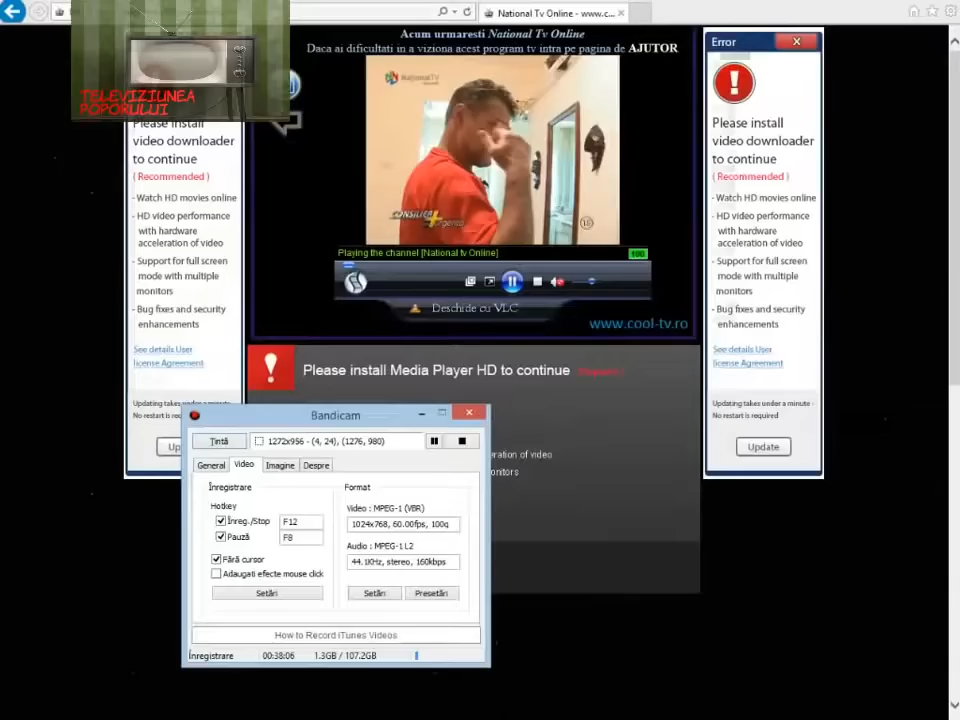 National Tv Online - www.c...
TELEVIZIUNEA
POPORULUI
Acum urmaresti National Tv Online
Daca ai dificultati in a viziona acest program tv intra pe pagina de AJUTOR
NationalTV
CONSILIER
Urgenta
Playing the channel [National tv Online]
100
Deschide cu VLC
www.cool-tv.ro
Please install
video downloader
to continue
( Recommended )
- Watch HD movies online
- HD video performance
with hardware
acceleration of video
- Support for full screen
mode with multiple
monitors
- Bug fixes and security
enhancements
See details User
license Agreement
Updating takes under a minute -
No restart is required
Up
Error
Please install
video downloader
to continue
( Recommended )
- Watch HD movies online
- HD video performance
with hardware
acceleration of video
- Support for full screen
mode with multiple
monitors
- Bug fixes and security
enhancements
See details User
license Agreement
Updating takes under a minute -
No restart is required
Update
Please install Media Player HD to continue
eration of video
onitors
Bandicam
Țintă
1272x956 - (4, 24), (1276, 980)
General
Video
Imagine
Despre
Înregistrare
Hotkey
Înreg./Stop
F12
Pauză
F8
Fără cursor
Adaugati efecte mouse click
Setări
Format
Video : MPEG-1 (VBR)
1024x768, 60.00fps, 100q
Audio : MPEG-1 L2
44.1KHz, stereo, 160kbps
Setări
Presetări
How to Record iTunes Videos
Înregistrare
00:38:06
1.3GB / 107.2GB